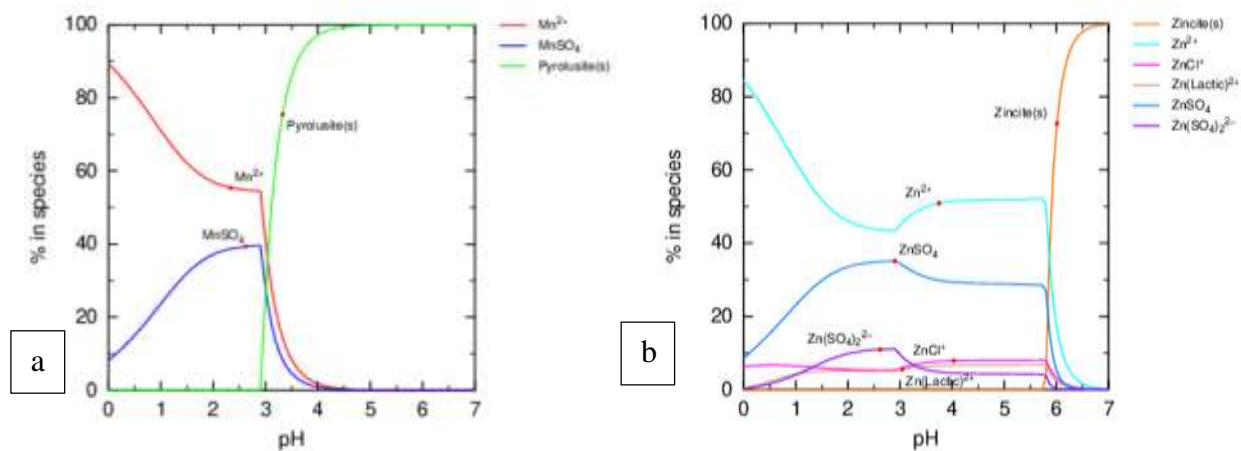 100
80
60
40
20
0
% in species
0 1 2 3 4 5 6 7
pH
Mn²⁺
MnSO₄
Pyrolusite(s)
Pyrolusite(s)
Mn²⁺
MnSO₄
a
100
80
60
40
20
0
% in species
0 1 2 3 4 5 6 7
pH
Zincite(s)
Zn²⁺
ZnCl⁺
Zn(Lactic)²⁺
ZnSO₄
Zn(SO₄)₂²⁻
Zincite(s)
Zn²⁺
ZnSO₄
Zn(SO₄)₂²⁻
ZnCl⁺
Zn(Lactic)²⁺
b